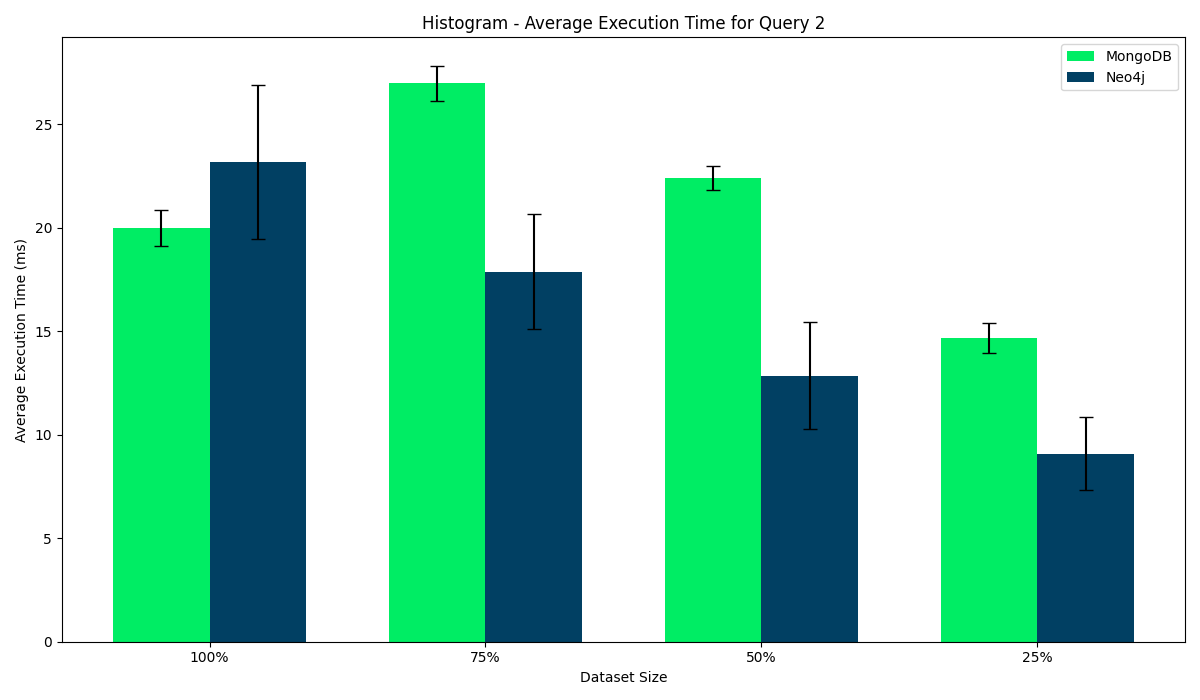 Histogram - Average Execution Time for Query 2
MongoDB
Neo4j
Average Execution Time (ms)
25
20
15
10
5
0
100%
75%
50%
25%
Dataset Size